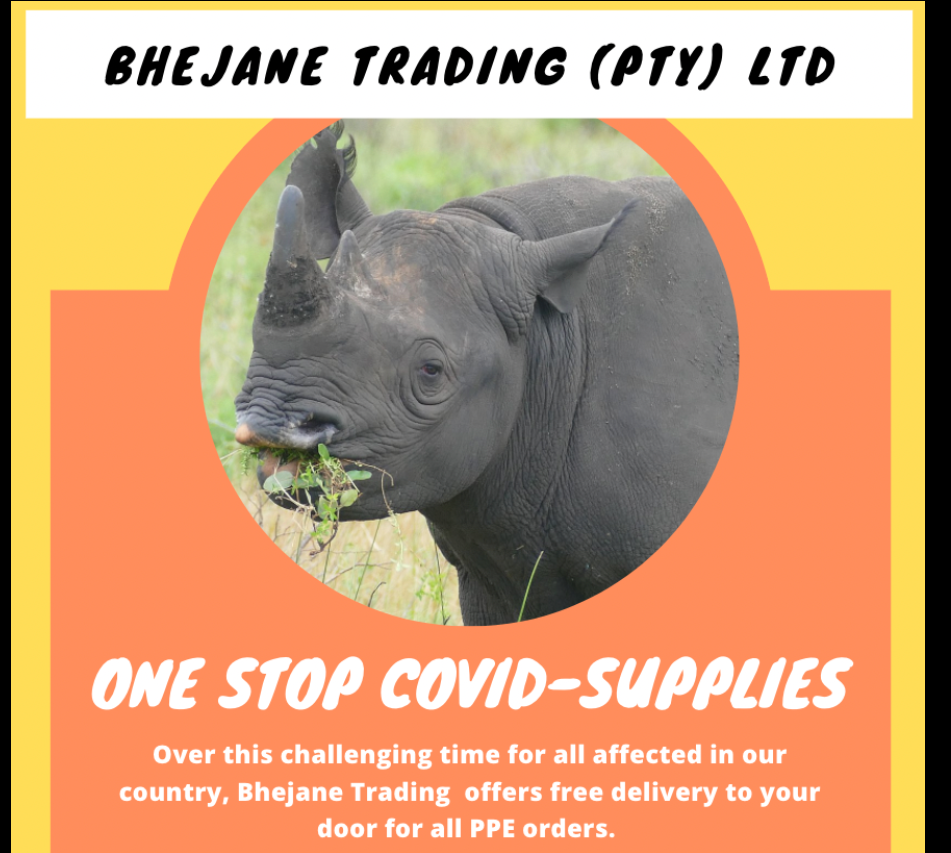 BHEJANE TRADING (PTY) LTD
ONE STOP COVID-SUPPLIES
Over this challenging time for all affected in our
country, Bhejane Trading offers free delivery to your
door for all PPE orders.